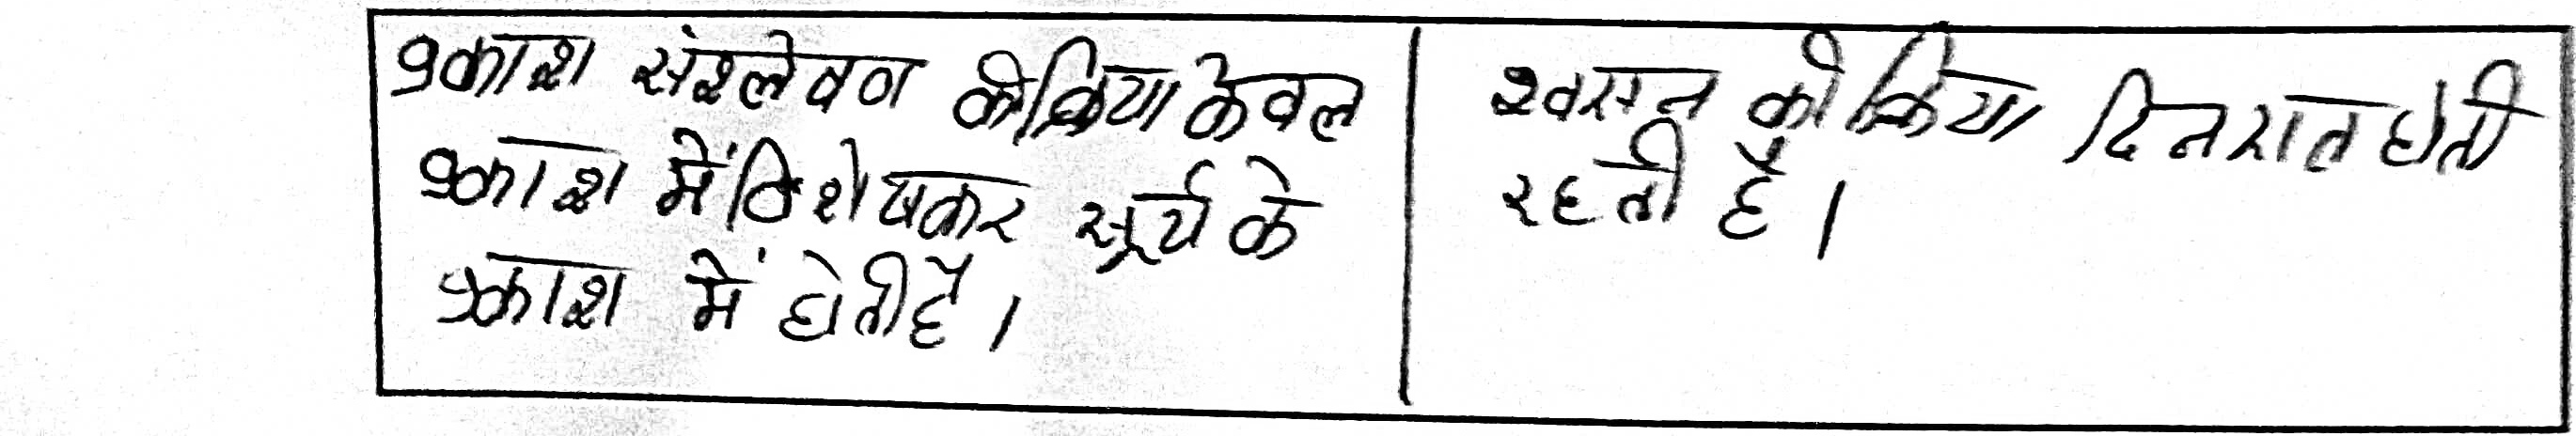 प्रकाश संश्लेषण की क्रिया केवल
प्रकाश में विशेषकर सूर्य के
प्रकाश में होती है।
श्वसन की क्रिया दिन रात होती
रहती है।